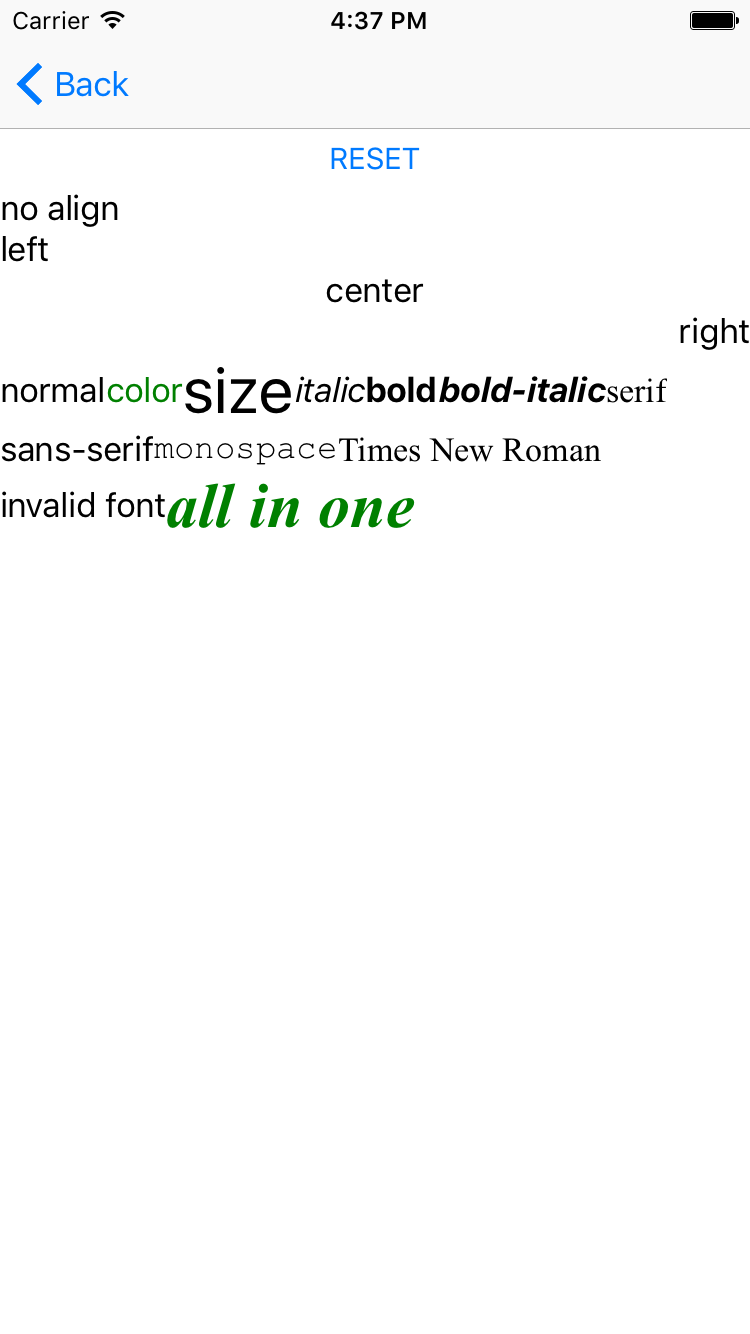 Carrier 4:37 PM
Back
RESET
no align
left
center
right
normalcolorsizeitalicboldbold-italicserif
sans-serifmonospaceTimes New Roman
invalid fontall in one